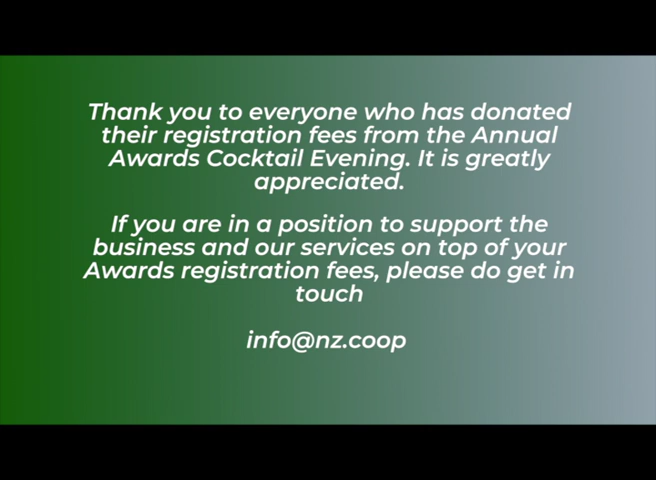 Thank you to everyone who has donated
their registration fees from the Annual
Awards Cocktail Evening. It is greatly
appreciated.
If you are in a position to support the
business and our services on top of your
Awards registration fees, please do get in
touch
info@nz.coop